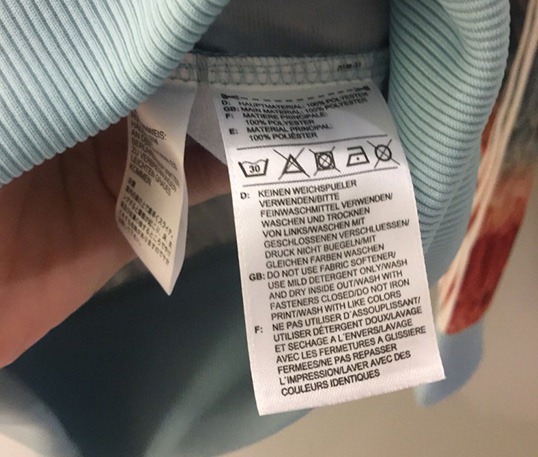 D: HAUPTMATERIAL: 100% POLYESTER
GB: MAIN MATERIAL: 100% POLYESTER
F: MATIÈRE PRINCIPALE:
100% POLYESTER
E: MATERIAL PRINCIPAL:
100% POLIÉSTER
30
D: KEINEN WEICHSPUELER
VERWENDEN/BITTE
FEINWASCHMITTEL VERWENDEN/
WASCHEN UND TROCKNEN
VON LINKS/WASCHEN MIT
GESCHLOSSENEN VERSCHLUESSEN/
DRUCK NICHT BUEGELN/MIT
GLEICHEN FARBEN WASCHEN
GB: DO NOT USE FABRIC SOFTENER/
USE MILD DETERGENT ONLY/WASH
AND DRY INSIDE OUT/WASH WITH
FASTENERS CLOSED/DO NOT IRON
PRINT/WASH WITH LIKE COLORS
F: NE PAS UTILISER D'ASSOUPLISSANT/
UTILISER DÉTERGENT DOUX/LAVAGE
ET SECHAGE A L'ENVERS/LAVAGE
AVEC LES FERMETURES A GLISSIERE
FERMEES/NE PAS REPASSER
L'IMPRESSION/LAVER AVEC DES
COULEURS IDENTIQUES